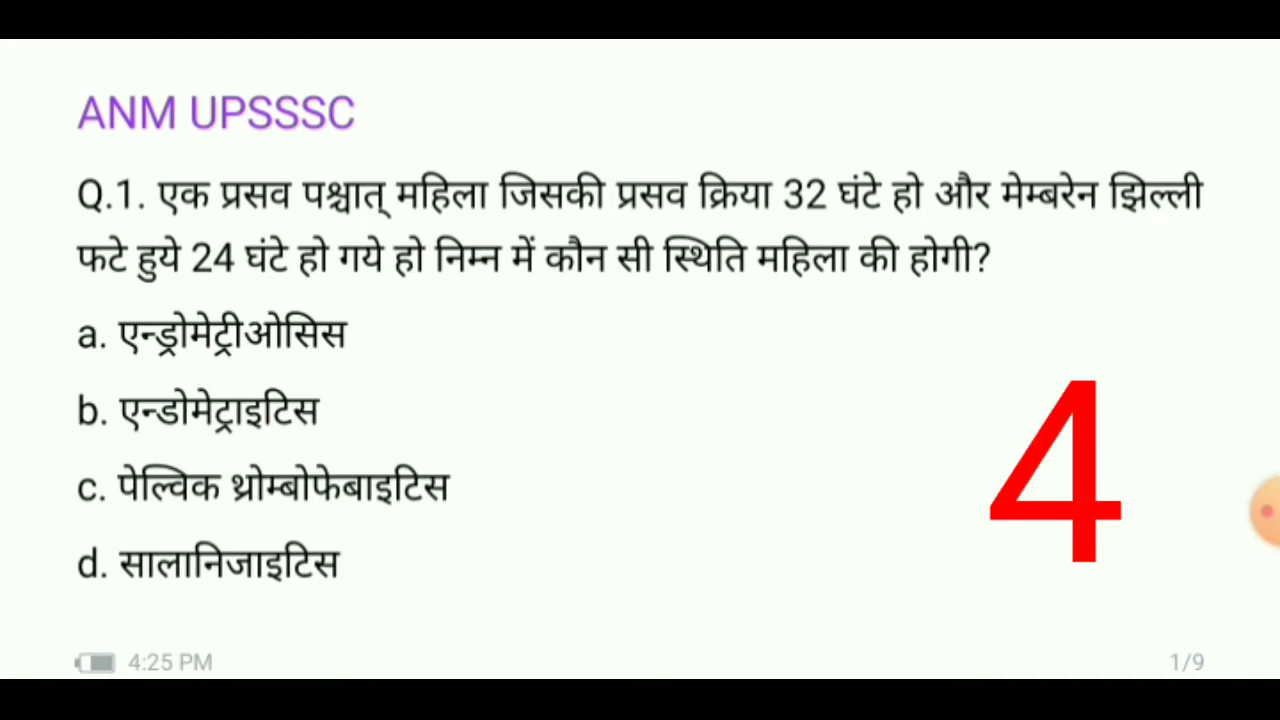 ANM UPSSSC
Q.1. एक प्रसव पश्चात् महिला जिसकी प्रसव क्रिया 32 घंटे हो और मेम्बरेन झिल्ली
फटे हुये 24 घंटे हो गये हो निम्न में कौन सी स्थिति महिला की होगी?
a. एन्ड्रोमेट्रीओसिस
b. एन्डोमेट्राइटिस
4
c. पेल्विक थ्रोम्बोफेबाइटिस
d. सालानिजाइटिस
4:25 PM 1/9